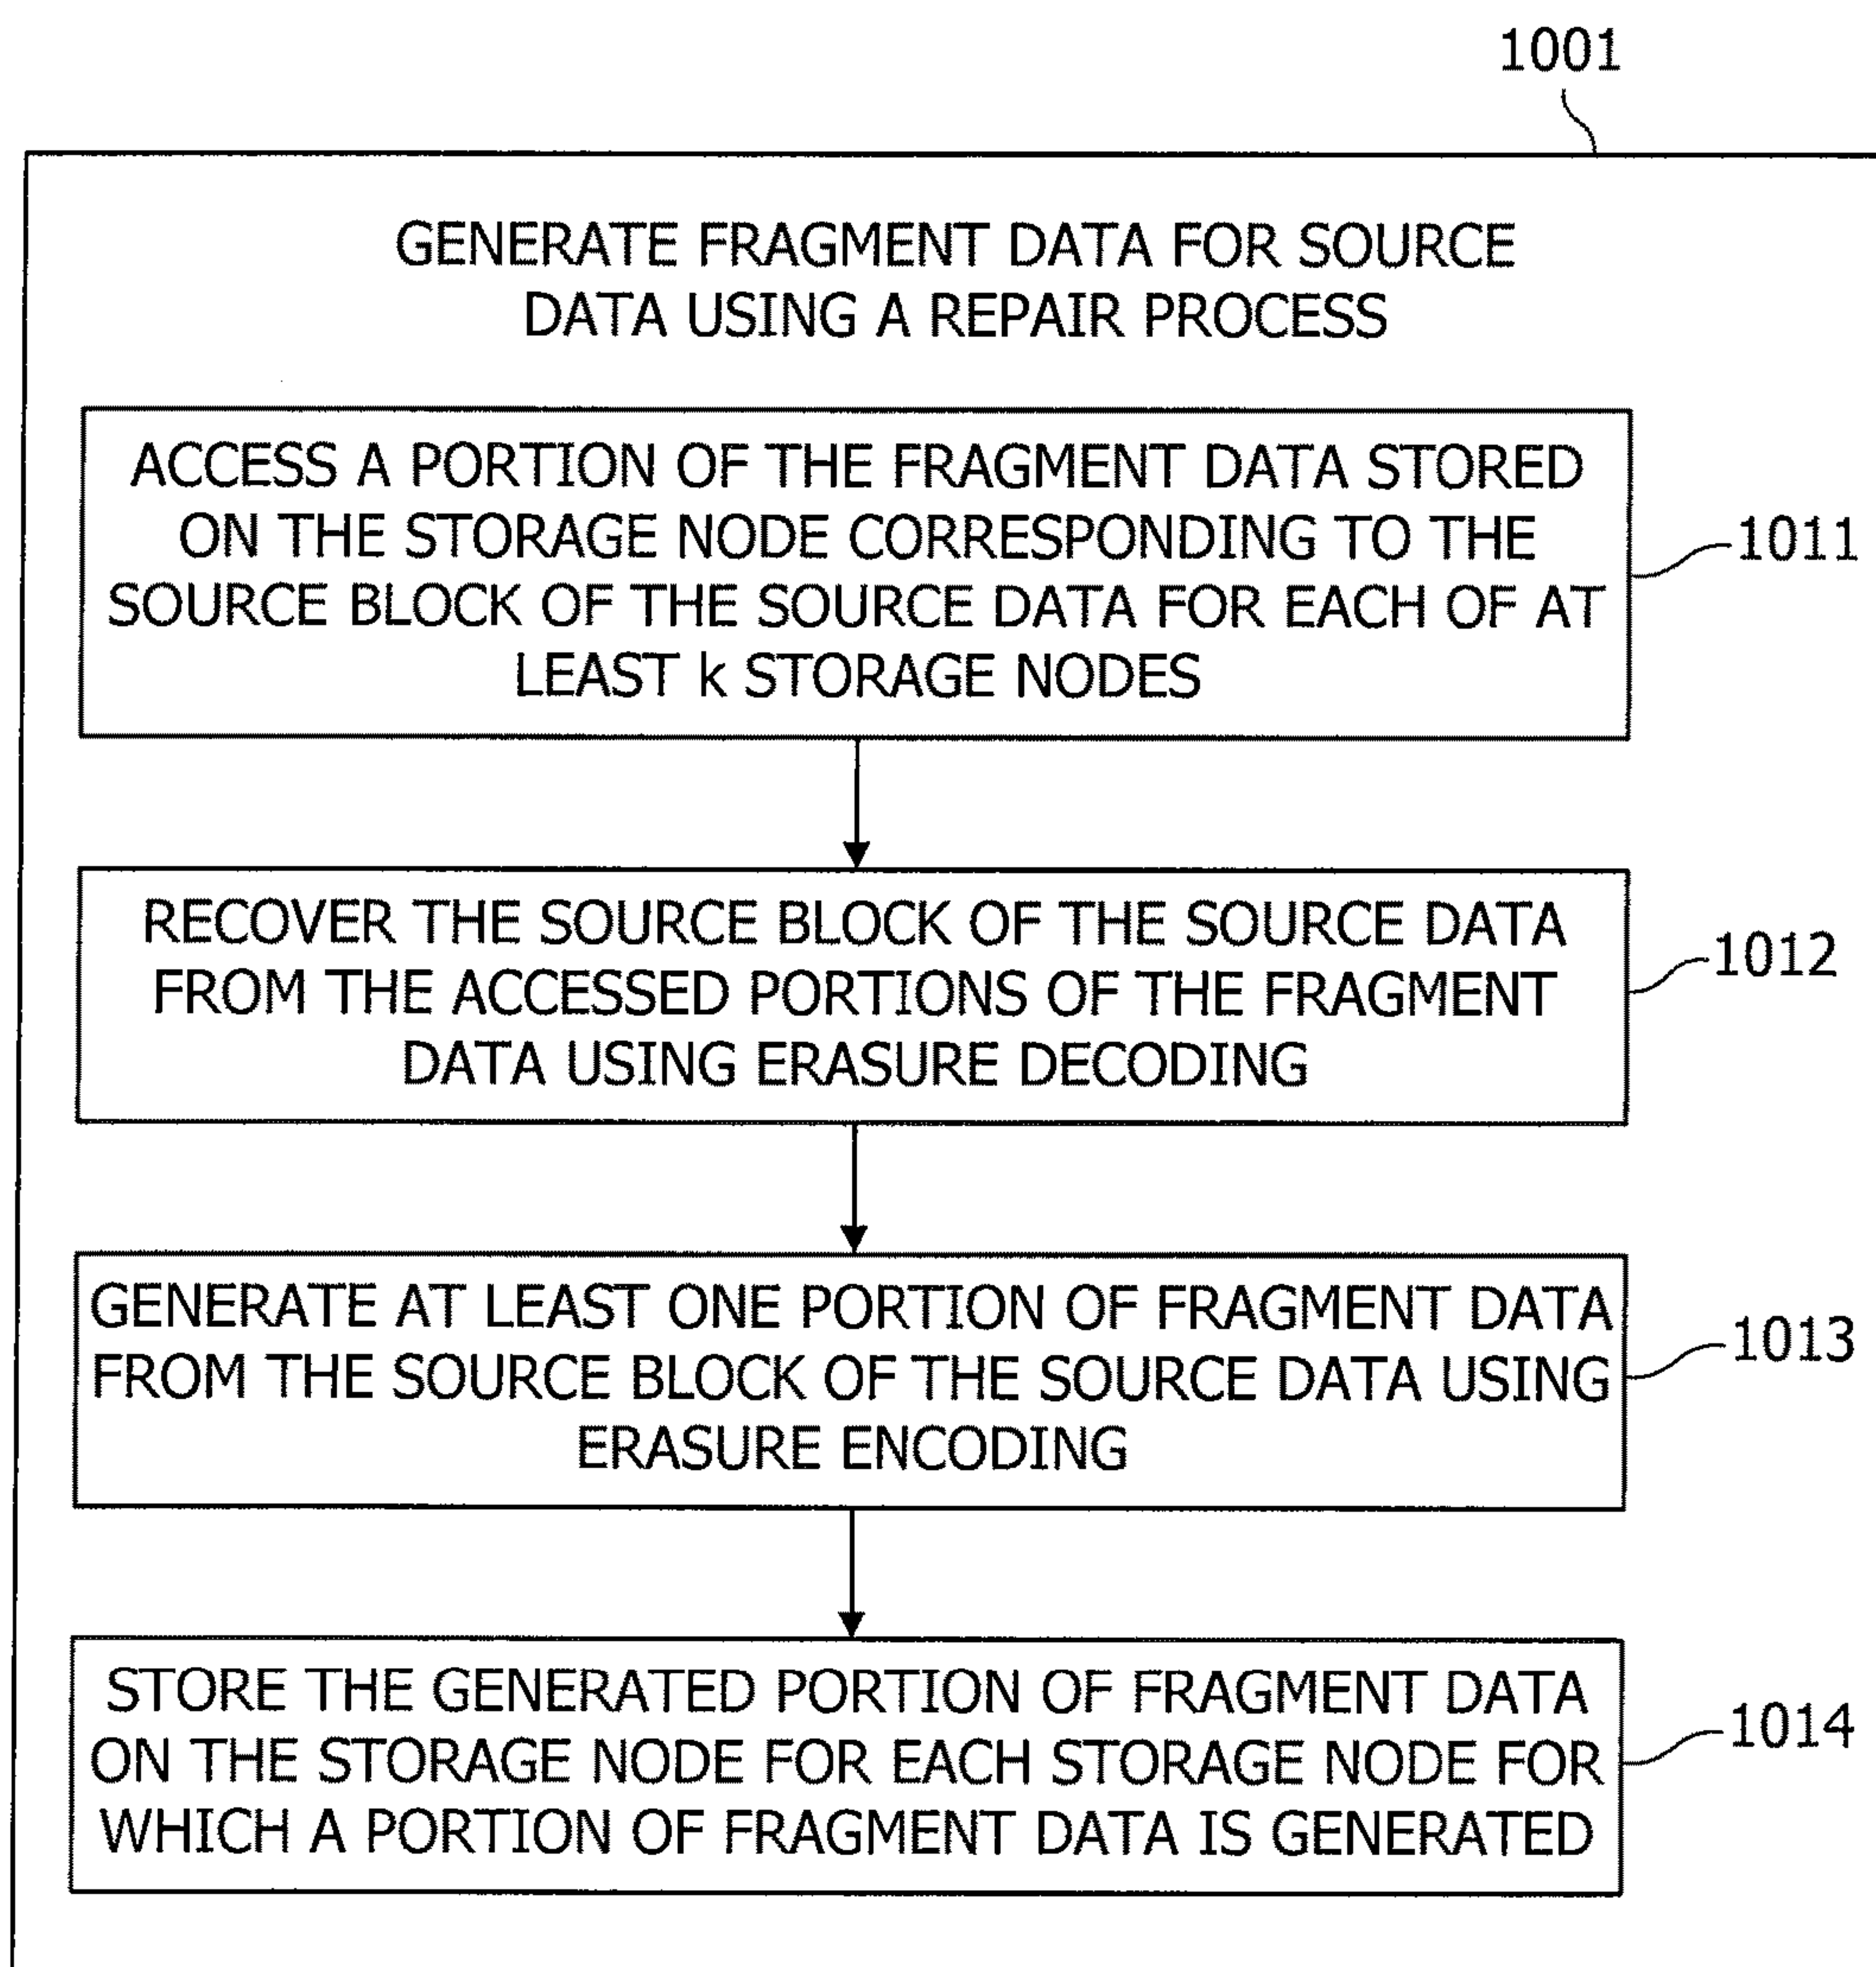 1001
GENERATE FRAGMENT DATA FOR SOURCE
DATA USING A REPAIR PROCESS
ACCESS A PORTION OF THE FRAGMENT DATA STORED
ON THE STORAGE NODE CORRESPONDING TO THE
SOURCE BLOCK OF THE SOURCE DATA FOR EACH OF AT
LEAST k STORAGE NODES
1011
RECOVER THE SOURCE BLOCK OF THE SOURCE DATA
FROM THE ACCESSED PORTIONS OF THE FRAGMENT
DATA USING ERASURE DECODING
1012
GENERATE AT LEAST ONE PORTION OF FRAGMENT DATA
FROM THE SOURCE BLOCK OF THE SOURCE DATA USING
ERASURE ENCODING
1013
STORE THE GENERATED PORTION OF FRAGMENT DATA
ON THE STORAGE NODE FOR EACH STORAGE NODE FOR
WHICH A PORTION OF FRAGMENT DATA IS GENERATED
1014